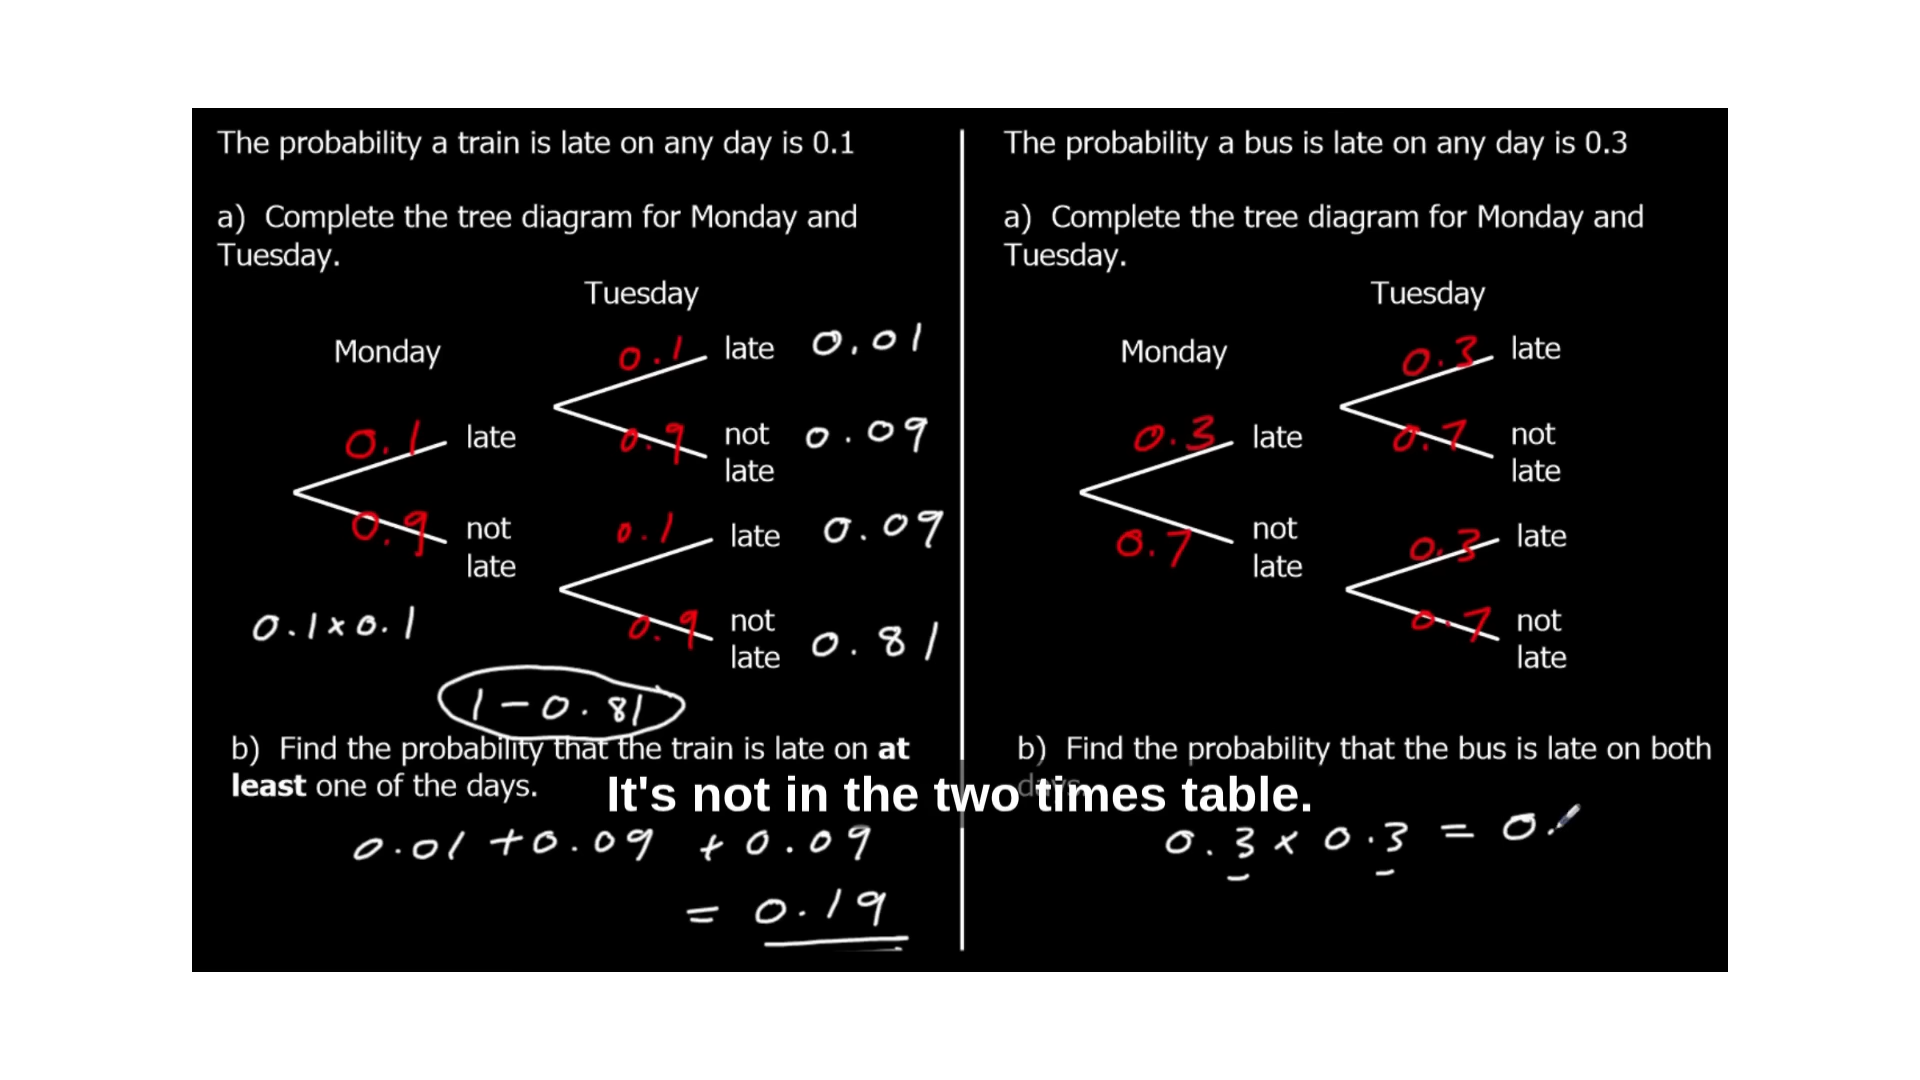 The probability a train is late on any day is 0.1
a) Complete the tree diagram for Monday and
Tuesday.
Tuesday
Monday
0.1 late 0.01
0.9 not late 0.09
0.1 late
0.9 not late
0.1 late 0.09
0.9 not late 0.81
0.1 x 0.1
1 - 0.81
b) Find the probability that the train is late on at
least one of the days.
0.01 + 0.09 + 0.09
= 0.19
The probability a bus is late on any day is 0.3
a) Complete the tree diagram for Monday and
Tuesday.
Tuesday
Monday
0.3 late
0.7 not late
0.3 late
0.7 not late
0.3 late
0.7 not late
b) Find the probability that the bus is late on both
days.
0.3 x 0.3 = 0.
It's not in the two times table.